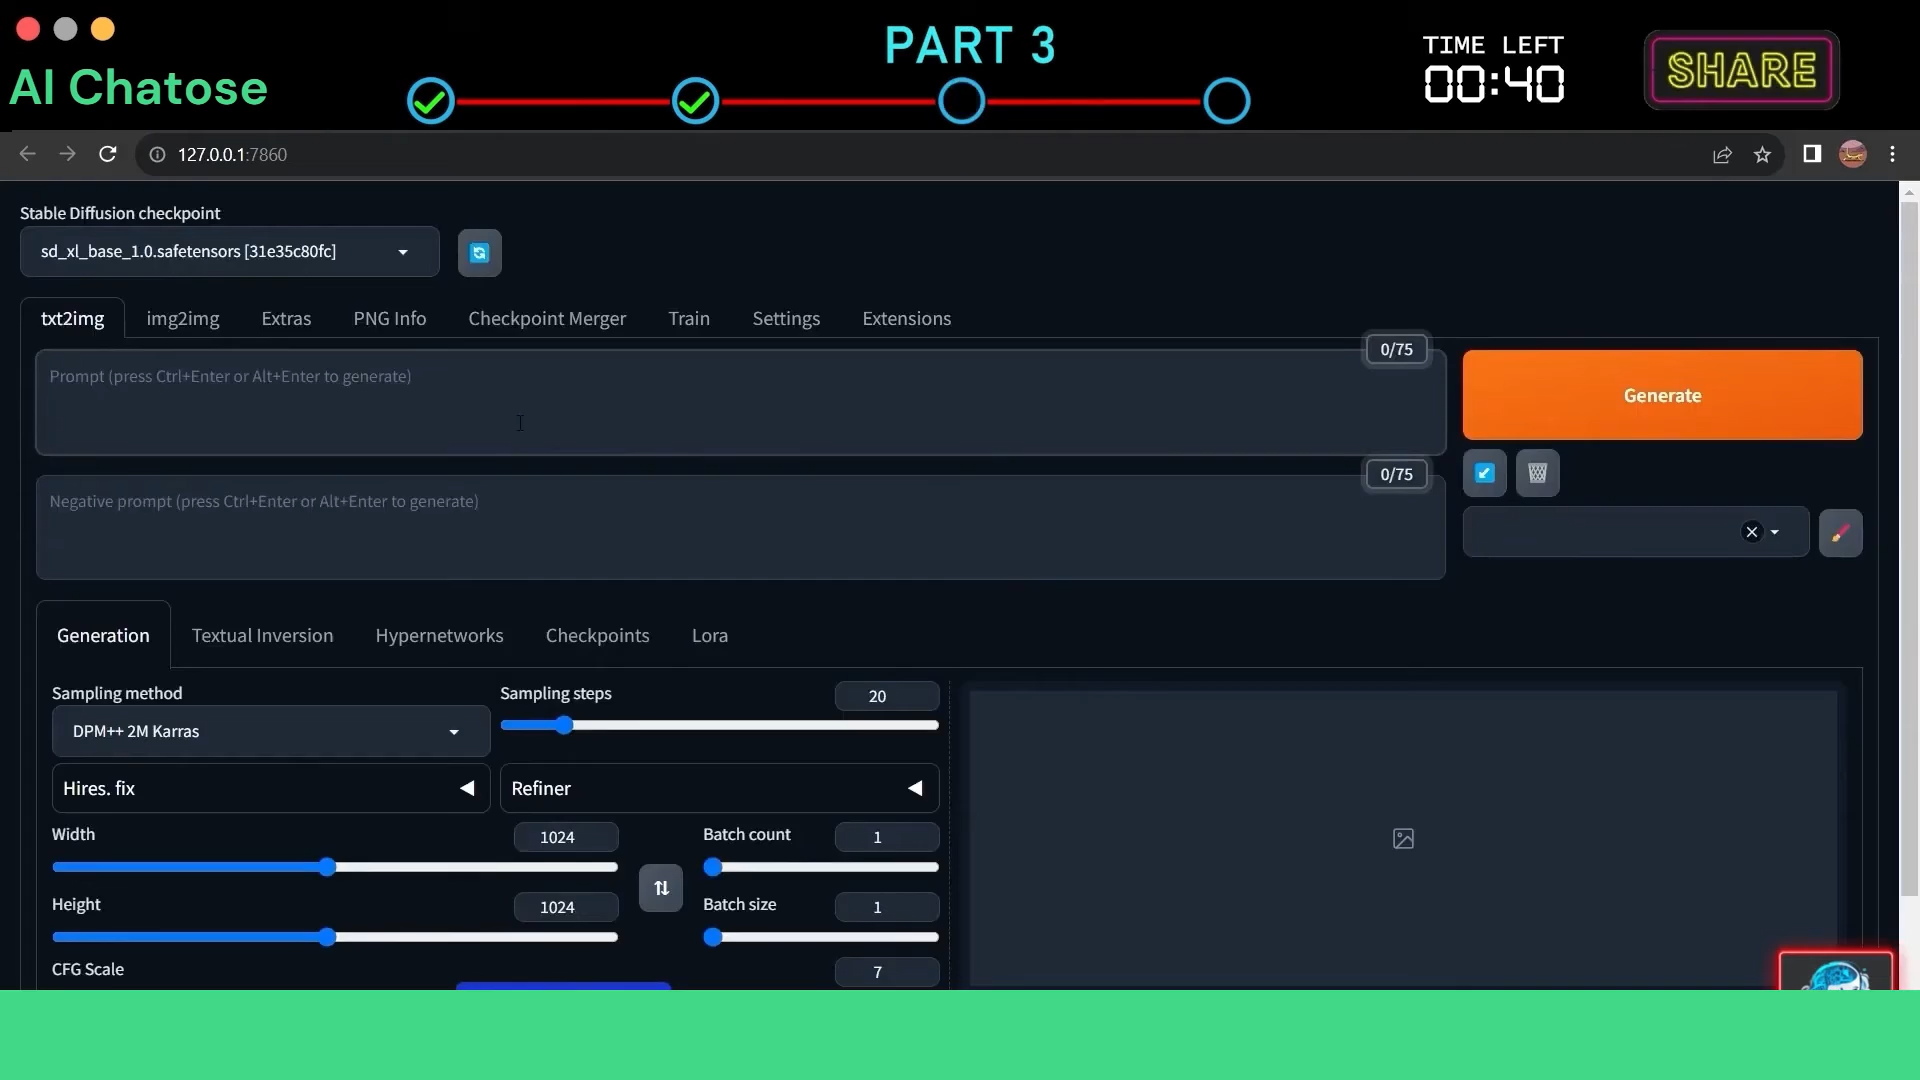 PART 3
TIME LEFT
00:40
SHARE
AI Chatose
127.0.0.1:7860
Stable Diffusion checkpoint
sd_xl_base_1.0.safetensors [31e35c80fc]
txt2img img2img Extras PNG Info Checkpoint Merger Train Settings Extensions
0/75
Prompt (press Ctrl+Enter or Alt+Enter to generate)
Generate
0/75
Negative prompt (press Ctrl+Enter or Alt+Enter to generate)
Generation Textual Inversion Hypernetworks Checkpoints Lora
Sampling method
DPM++ 2M Karras
Sampling steps
20
Hires. fix
Refiner
Width
1024
Batch count
1
Height
1024
Batch size
1
CFG Scale
7